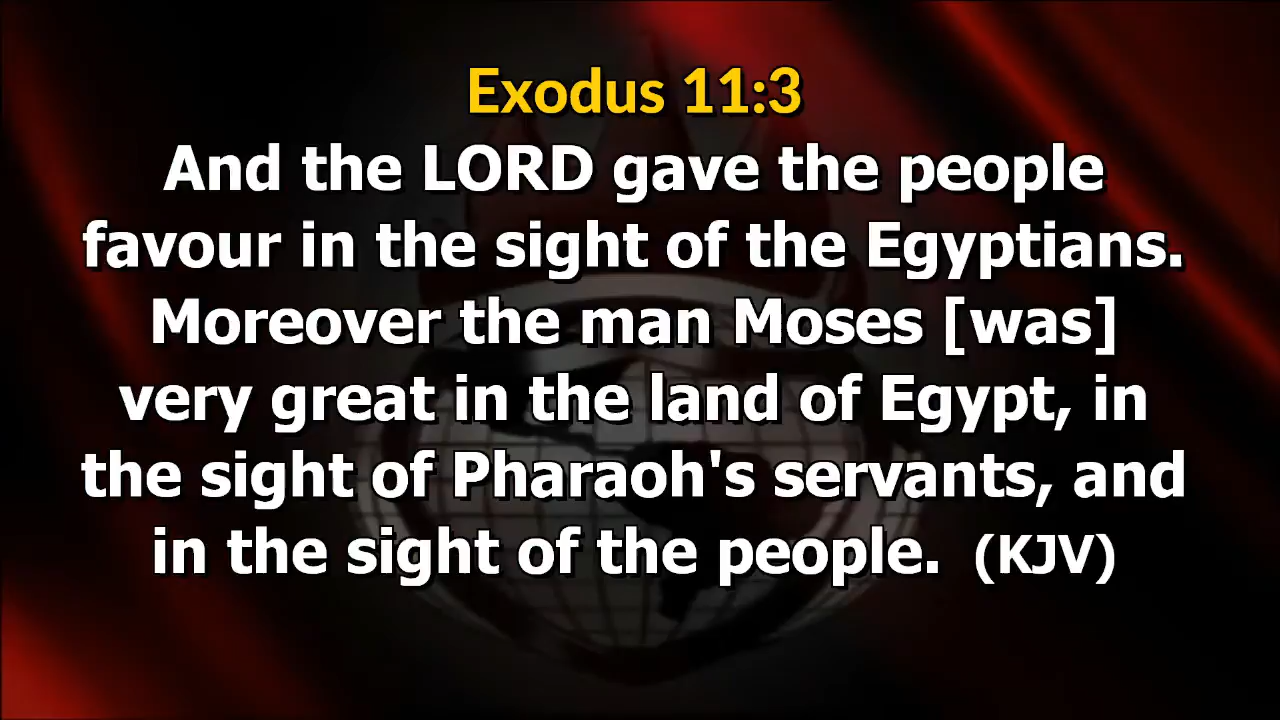 Exodus 11:3
And the LORD gave the people
favour in the sight of the Egyptians.
Moreover the man Moses [was]
very great in the land of Egypt, in
the sight of Pharaoh's servants, and
in the sight of the people.  (KJV)